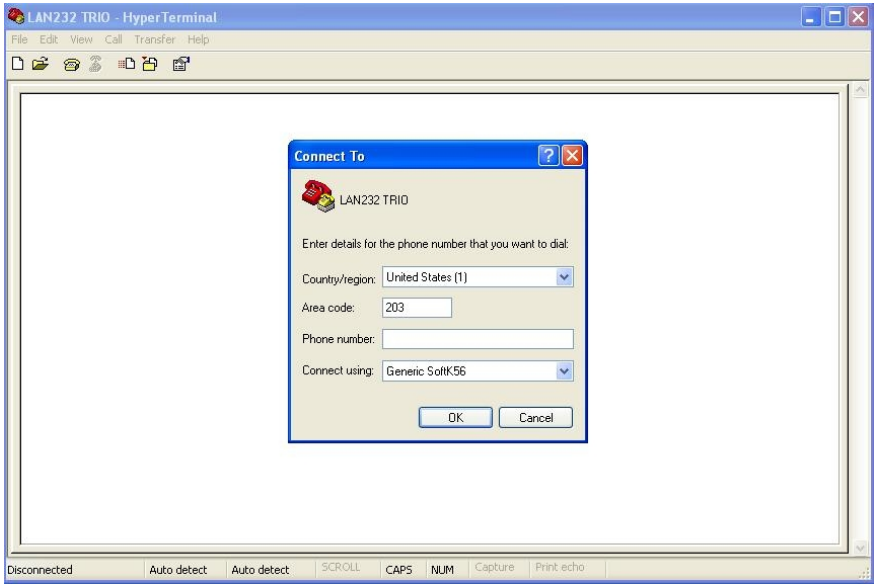 LAN232 TRIO - HyperTerminal
File Edit View Call Transfer Help
Connect To
LAN232 TRIO
Enter details for the phone number that you want to dial:
Country/region: United States (1)
Area code: 203
Phone number:
Connect using: Generic SoftK56
OK Cancel
Disconnected Auto detect Auto detect SCROLL CAPS NUM Capture Print echo